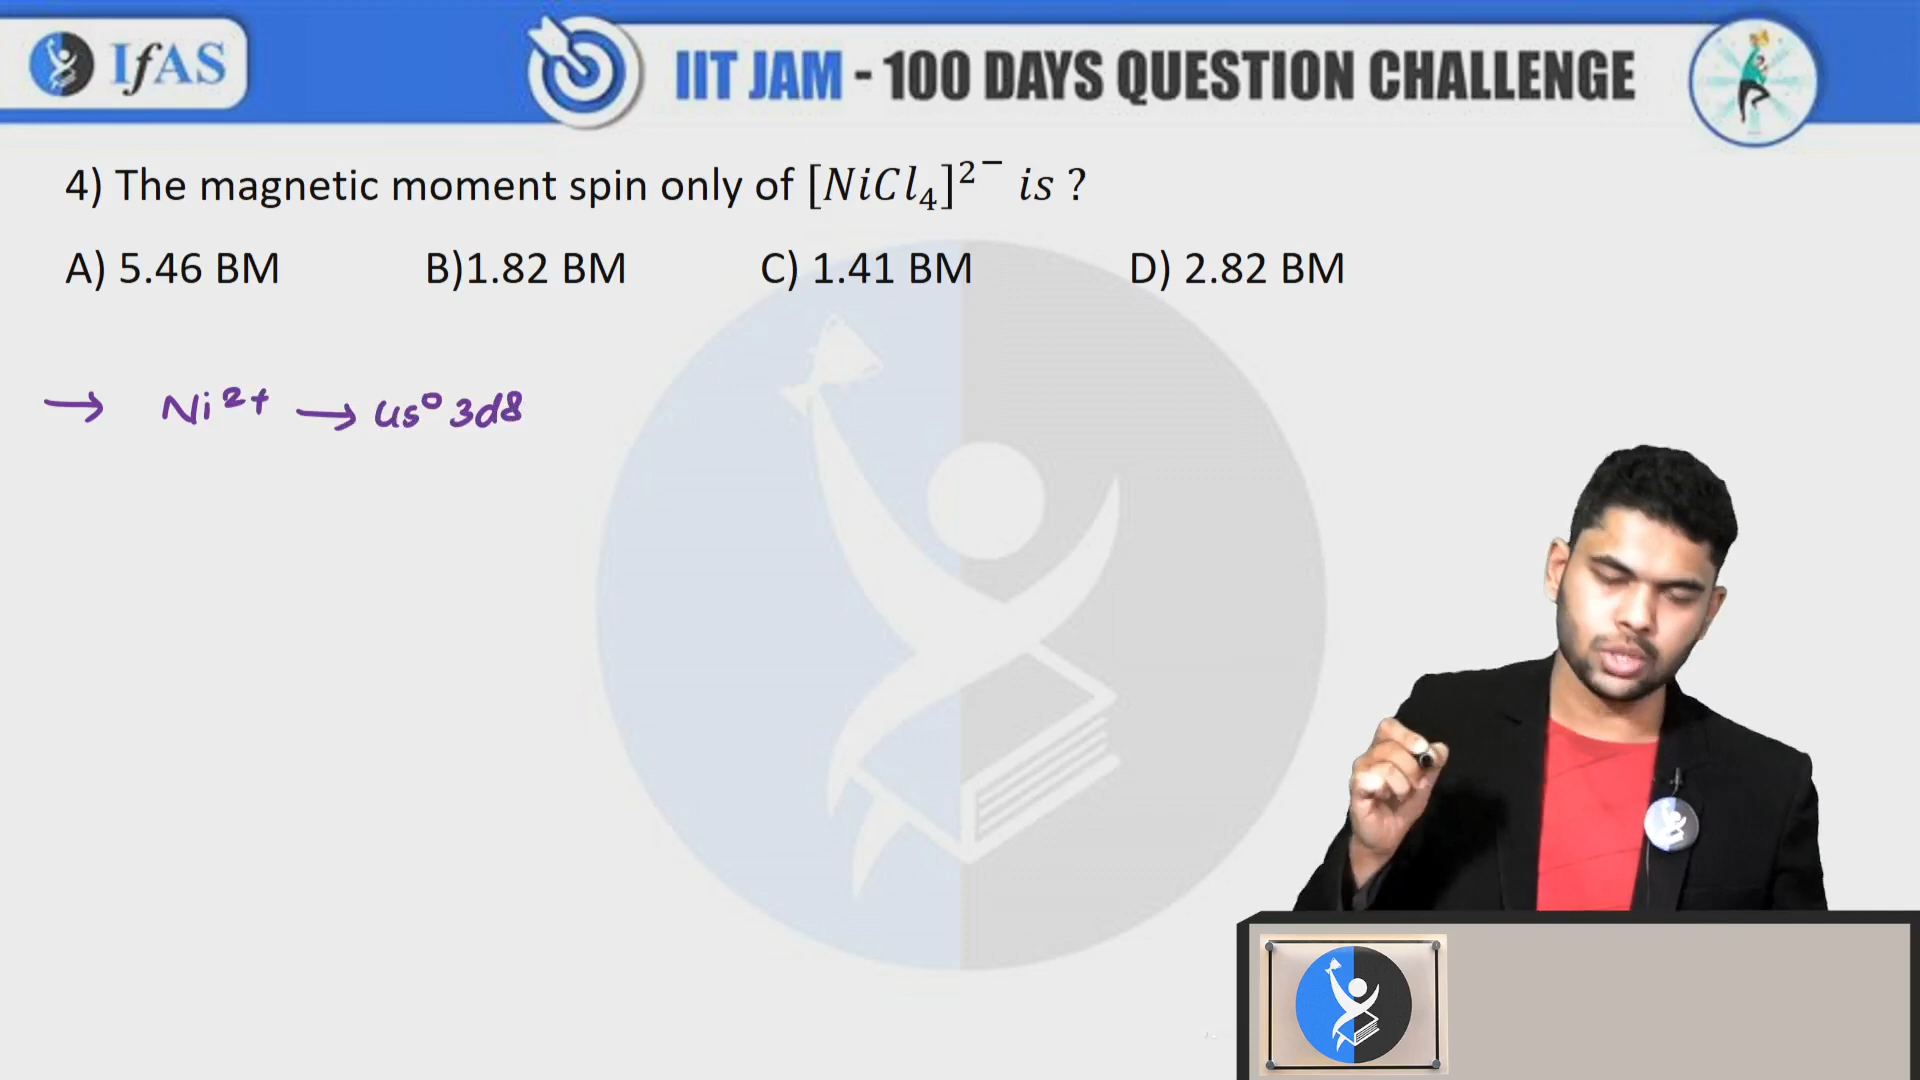 IfAS
IIT JAM - 100 DAYS QUESTION CHALLENGE
4) The magnetic moment spin only of [NiCl₄]²⁻ is ?
A) 5.46 BM B)1.82 BM C) 1.41 BM D) 2.82 BM
→ Ni²⁺ → 4s⁰ 3d8